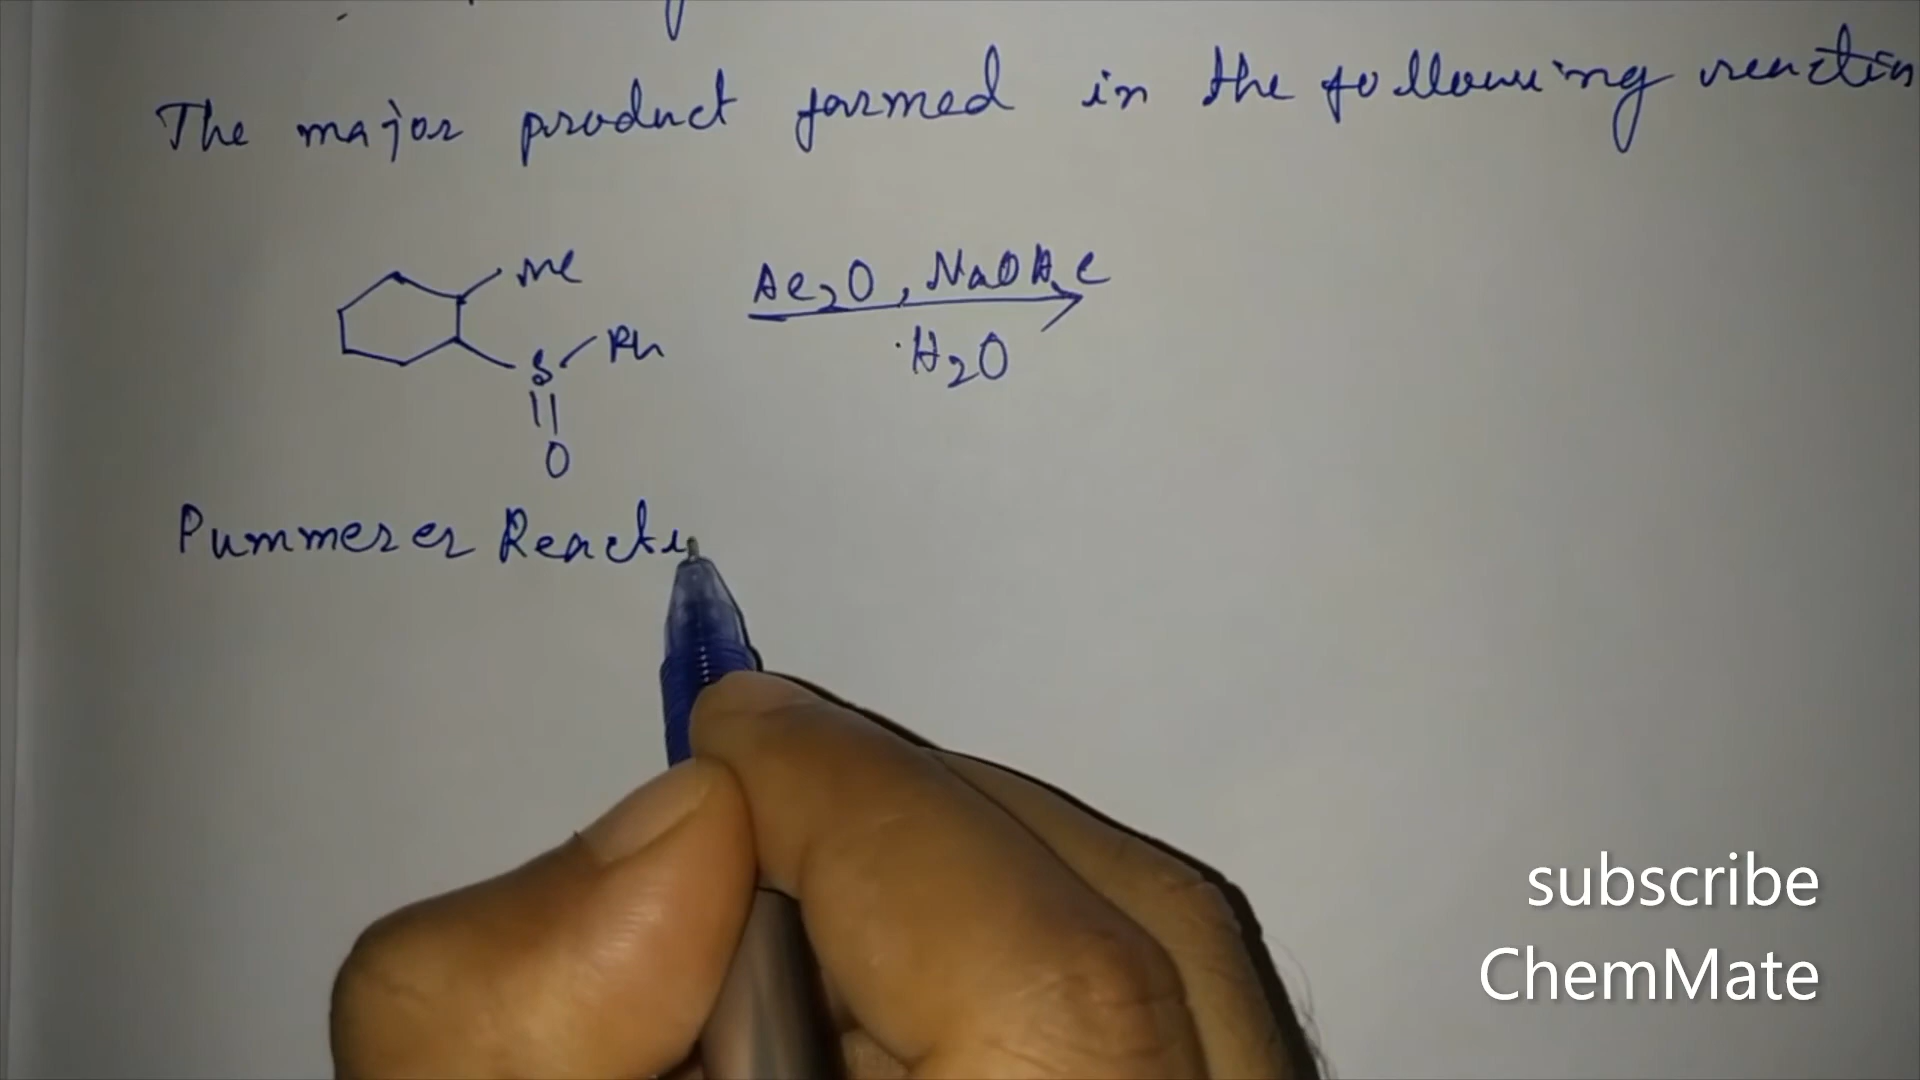 The major product formed in the following reaction
Me
Ac2O, NaOAc
H2O
S Ph
O
Pummerer Reacti
subscribe
ChemMate